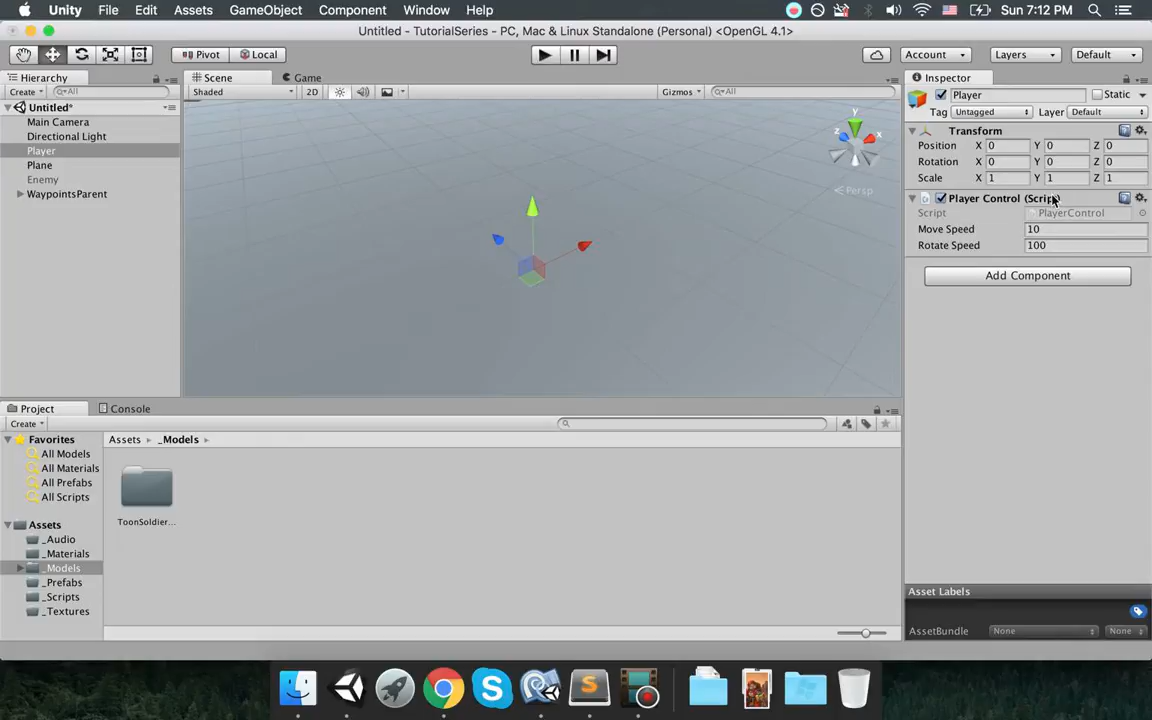 Unity File Edit Assets GameObject Component Window Help Sun 7:12 PM
Untitled - TutorialSeries - PC, Mac & Linux Standalone (Personal) <OpenGL 4.1>
Pivot Local Account Layers Default
Hierarchy
Create All
Untitled*
Main Camera
Directional Light
Player
Plane
Enemy
WaypointsParent
Scene Game
Shaded 2D Gizmos All
y
z x
Persp
Inspector
Player Static
Tag Untagged Layer Default
Transform
Position X 0 Y 0 Z 0
Rotation X 0 Y 0 Z 0
Scale X 1 Y 1 Z 1
Player Control (Script)
Script PlayerControl
Move Speed 10
Rotate Speed 100
Add Component
Project Console
Create
Favorites
All Models
All Materials
All Prefabs
All Scripts
Assets
_Audio
_Materials
_Models
_Prefabs
_Scripts
_Textures
Assets _Models
ToonSoldier...
Asset Labels
AssetBundle None None